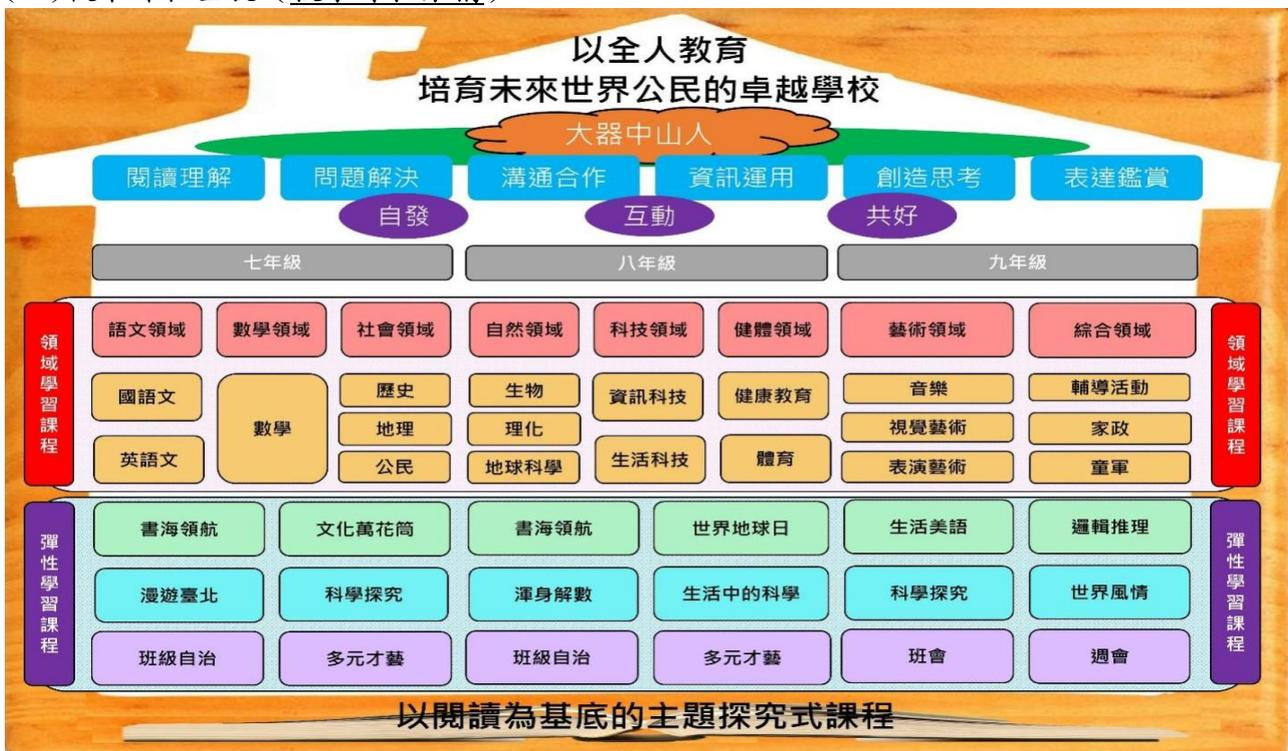 以全人教育
培育未來世界公民的卓越學校
大器中山人
閱讀理解 問題解決 溝通合作 資訊運用 創造思考 表達鑑賞
自發 互動 共好
七年級 八年級 九年級
領域學習課程
語文領域 數學領域 社會領域 自然領域 科技領域 健體領域 藝術領域 綜合領域
國語文
英語文
數學
歷史
地理
公民
生物
理化
地球科學
資訊科技
生活科技
健康教育
體育
音樂
視覺藝術
表演藝術
輔導活動
家政
童軍
領域學習課程
彈性學習課程
書海領航 文化萬花筒 書海領航 世界地球日 生活美語 邏輯推理
漫遊臺北 科學探究 渾身解數 生活中的科學 科學探究 世界風情
班級自治 多元才藝 班級自治 多元才藝 班會 週會
彈性學習課程
以閱讀為基底的主題探究式課程